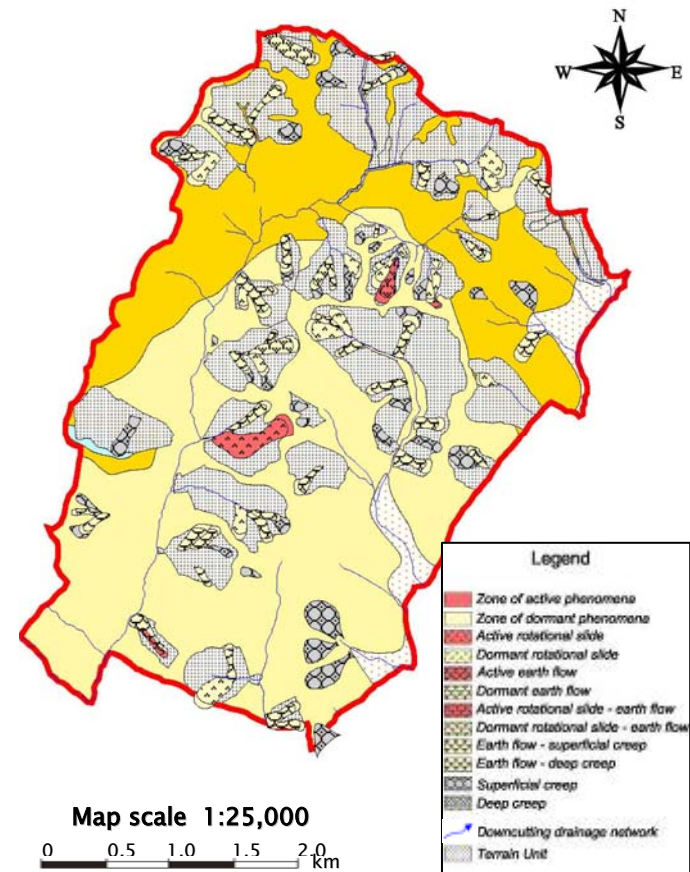 N
W E
S
Legend
Zone of active phenomena
Zone of dormant phenomena
Active rotational slide
Dormant rotational slide
Active earth flow
Dormant earth flow
Active rotational slide - earth flow
Dormant rotational slide - earth flow
Earth flow - superficial creep
Earth flow - deep creep
Superficial creep
Deep creep
Downcutting drainage network
Terrain Unit
Map scale 1:25,000
0 0.5 1.0 1.5 2.0
km